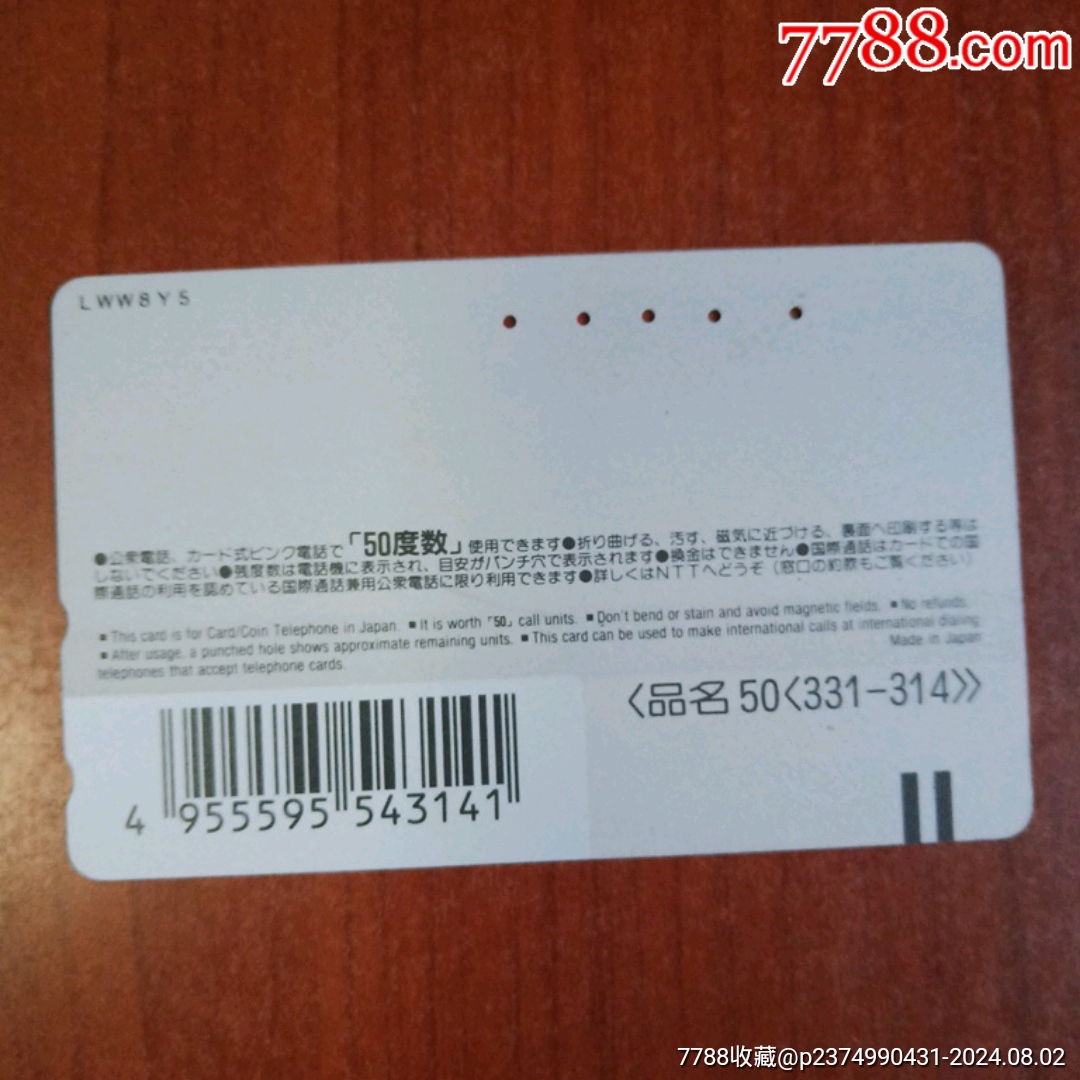 7788.com
LWW8Y5
●公衆電話、カード式ピンク電話で「50度数」使用できます●折り曲げる、汚す、磁気に近づける、裏面へ印刷する等は
しないでください●残度数は電話機に表示され、目安がパンチ穴で表示されます●換金はできません●国際通話はカードでの国
際通話の利用を認めている国際通話兼用公衆電話に限り利用できます●詳しくはNTTへどうぞ（窓口の約款もご覧ください）
■This card is for Card/Coin Telephone in Japan. ■It is worth「50」call units. ■Don't bend or stain and avoid magnetic fields. ■No refunds.
■After usage, a punched hole shows approximate remaining units. ■This card can be used to make international calls at international dialing
telephones that accept telephone cards. Made in Japan
〈品名 50〈331-314〉〉
4 955595 543141
7788收藏@p2374990431-2024.08.02